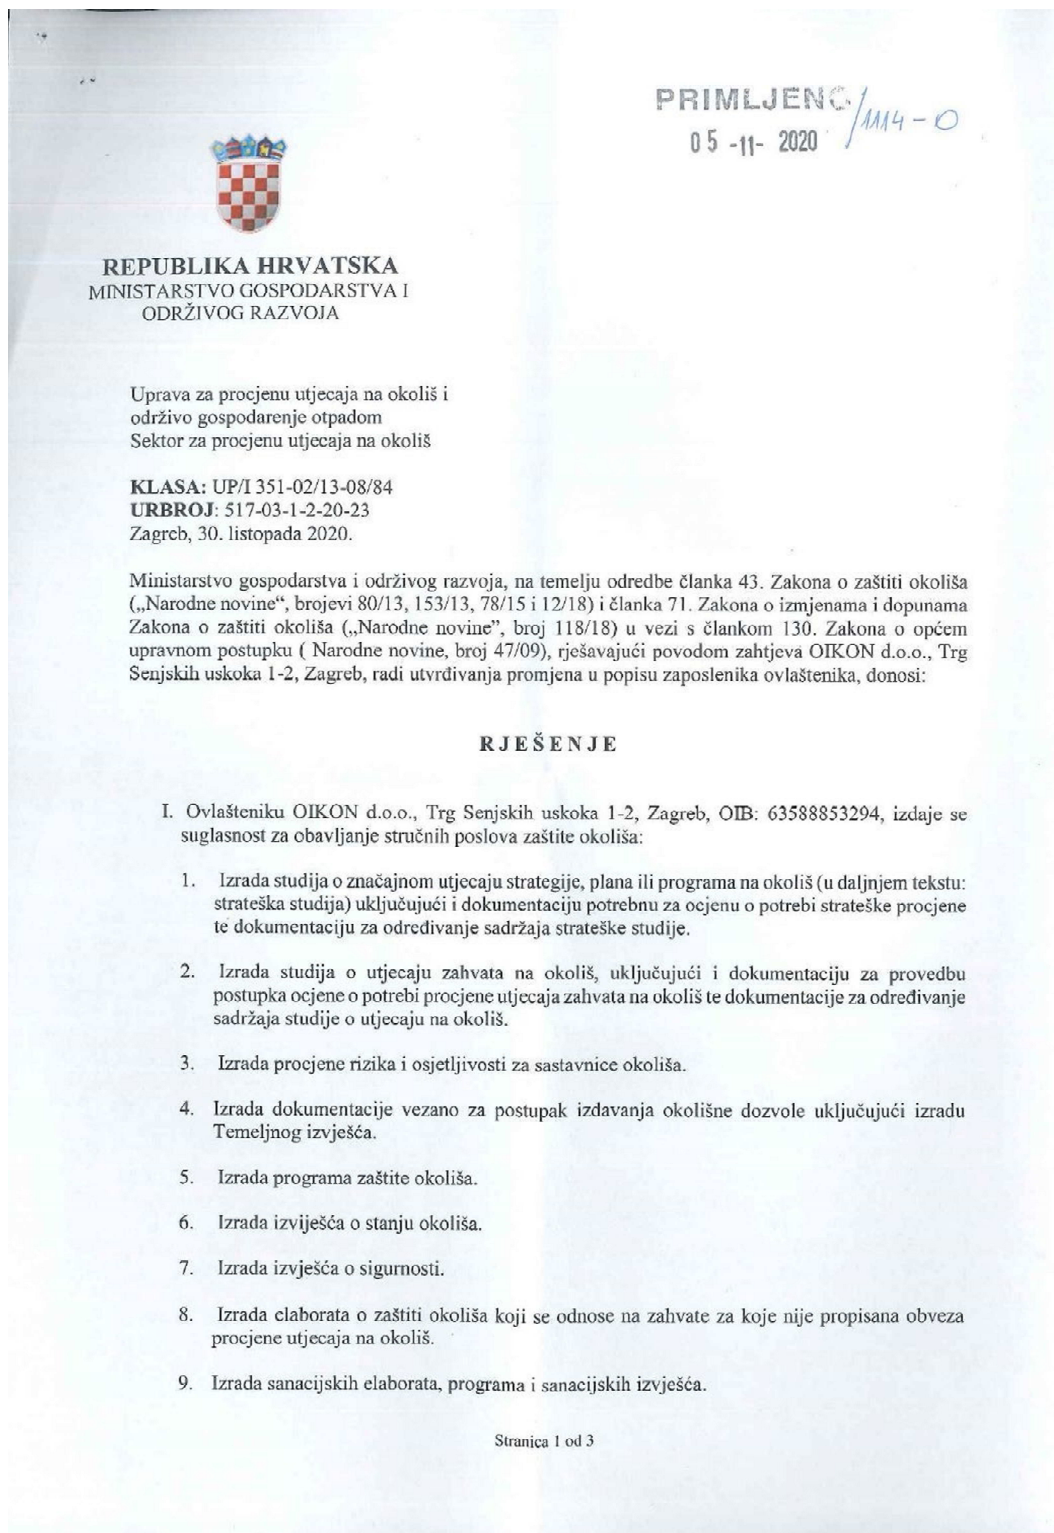 PRIMLJENO /1114-0
05 -11- 2020
REPUBLIKA HRVATSKA
MINISTARSTVO GOSPODARSTVA I
ODRŽIVOG RAZVOJA
Uprava za procjenu utjecaja na okoliš i
održivo gospodarenje otpadom
Sektor za procjenu utjecaja na okoliš
KLASA: UP/I 351-02/13-08/84
URBROJ: 517-03-1-2-20-23
Zagreb, 30. listopada 2020.
Ministarstvo gospodarstva i održivog razvoja, na temelju odredbe članka 43. Zakona o zaštiti okoliša
(„Narodne novine“, brojevi 80/13, 153/13, 78/15 i 12/18) i članka 71. Zakona o izmjenama i dopunama
Zakona o zaštiti okoliša („Narodne novine”, broj 118/18) u vezi s člankom 130. Zakona o općem
upravnom postupku ( Narodne novine, broj 47/09), rješavajući povodom zahtjeva OIKON d.o.o., Trg
Senjskih uskoka 1-2, Zagreb, radi utvrđivanja promjena u popisu zaposlenika ovlaštenika, donosi:
RJEŠENJE
I. Ovlašteniku OIKON d.o.o., Trg Senjskih uskoka 1-2, Zagreb, OIB: 63588853294, izdaje se
suglasnost za obavljanje stručnih poslova zaštite okoliša:
1. Izrada studija o značajnom utjecaju strategije, plana ili programa na okoliš (u daljnjem tekstu:
strateška studija) uključujući i dokumentaciju potrebnu za ocjenu o potrebi strateške procjene
te dokumentaciju za određivanje sadržaja strateške studije.
2. Izrada studija o utjecaju zahvata na okoliš, uključujući i dokumentaciju za provedbu
postupka ocjene o potrebi procjene utjecaja zahvata na okoliš te dokumentacije za određivanje
sadržaja studije o utjecaju na okoliš.
3. Izrada procjene rizika i osjetljivosti za sastavnice okoliša.
4. Izrada dokumentacije vezano za postupak izdavanja okolišne dozvole uključujući izradu
Temeljnog izvješća.
5. Izrada programa zaštite okoliša.
6. Izrada izviješća o stanju okoliša.
7. Izrada izvješća o sigurnosti.
8. Izrada elaborata o zaštiti okoliša koji se odnose na zahvate za koje nije propisana obveza
procjene utjecaja na okoliš.
9. Izrada sanacijskih elaborata, programa i sanacijskih izvješća.
Stranica 1 od 3